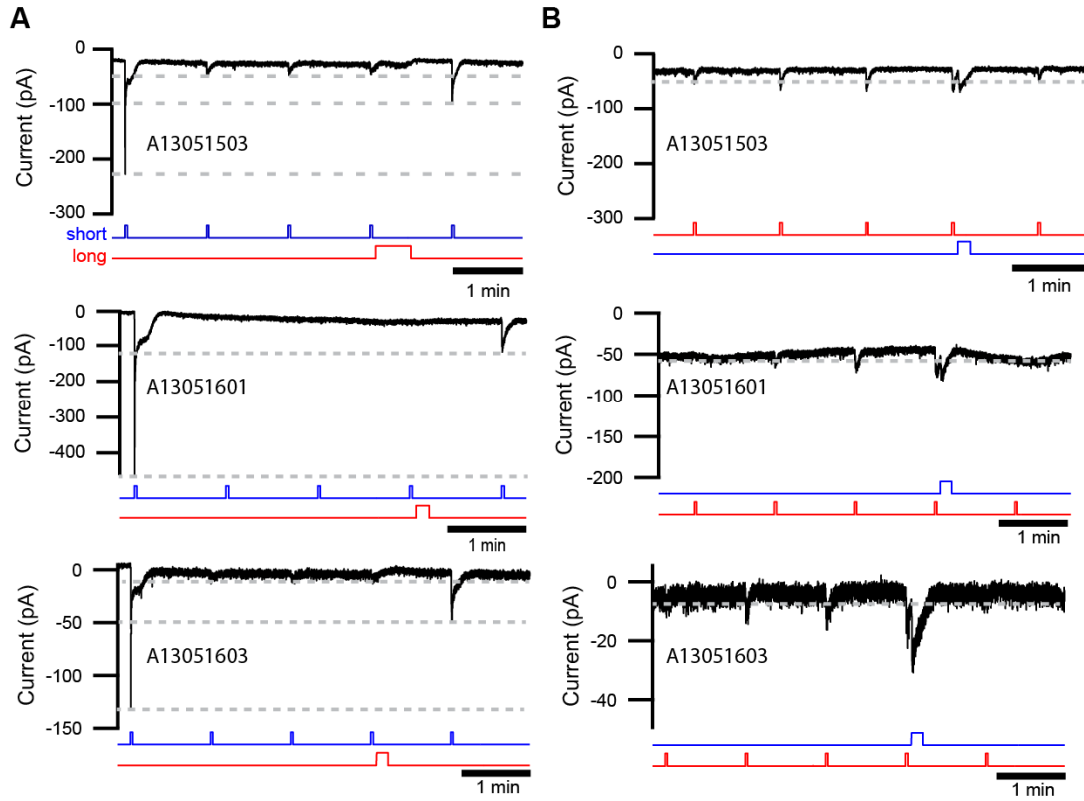 A
Current (pA)
0
-100
-200
-300
A13051503
short
long
1 min
Current (pA)
0
-100
-200
-300
-400
A13051601
1 min
Current (pA)
0
-50
-100
-150
A13051603
1 min
B
Current (pA)
0
-100
-200
-300
A13051503
1 min
Current (pA)
0
-50
-100
-150
-200
A13051601
1 min
Current (pA)
0
-20
-40
A13051603
1 min